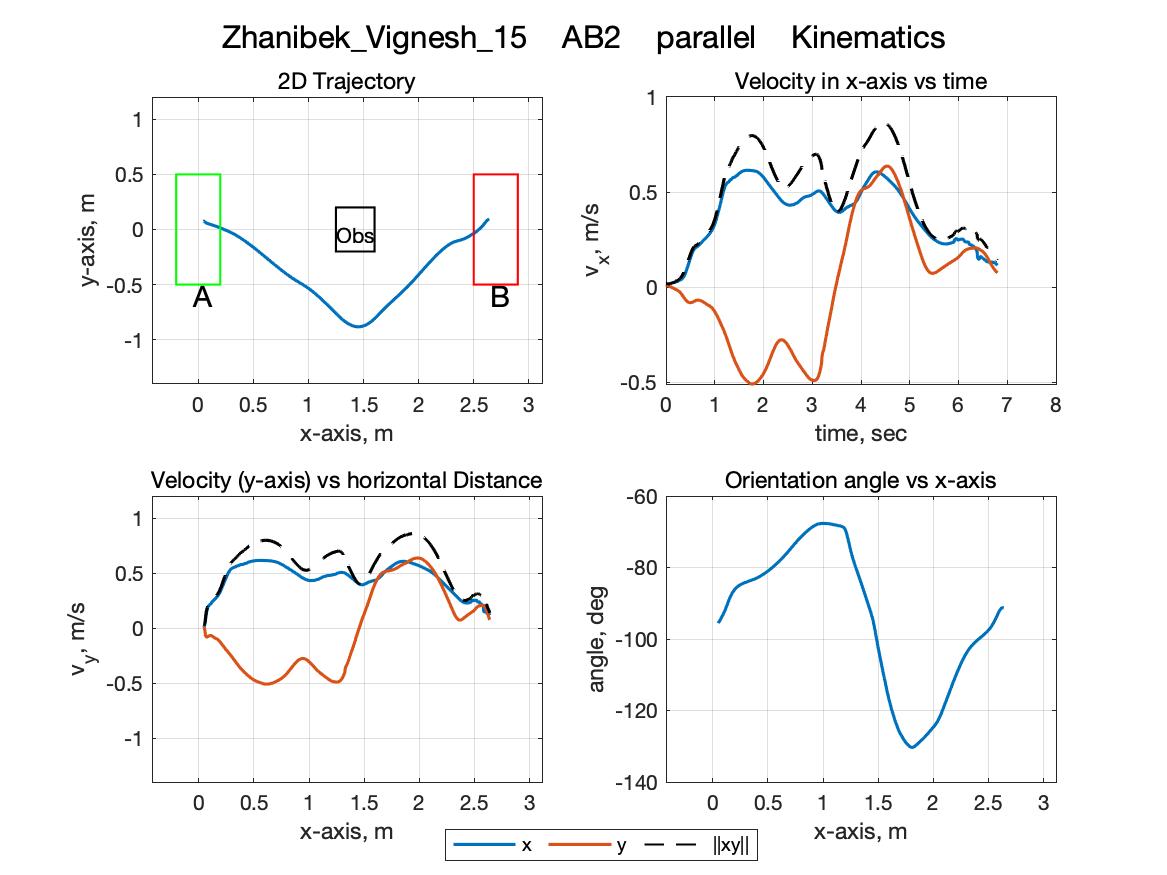 Zhanibek_Vignesh_15 AB2 parallel Kinematics
2D Trajectory
1
0.5
0
-0.5
-1
y-axis, m
Obs
A
B
0 0.5 1 1.5 2 2.5 3
x-axis, m
Velocity in x-axis vs time
1
0.5
0
-0.5
v_x, m/s
0 1 2 3 4 5 6 7 8
time, sec
Velocity (y-axis) vs horizontal Distance
1
0.5
0
-0.5
-1
v_y, m/s
0 0.5 1 1.5 2 2.5 3
x-axis, m
Orientation angle vs x-axis
-60
-80
-100
-120
-140
angle, deg
0 0.5 1 1.5 2 2.5 3
x-axis, m
x y ||xy||